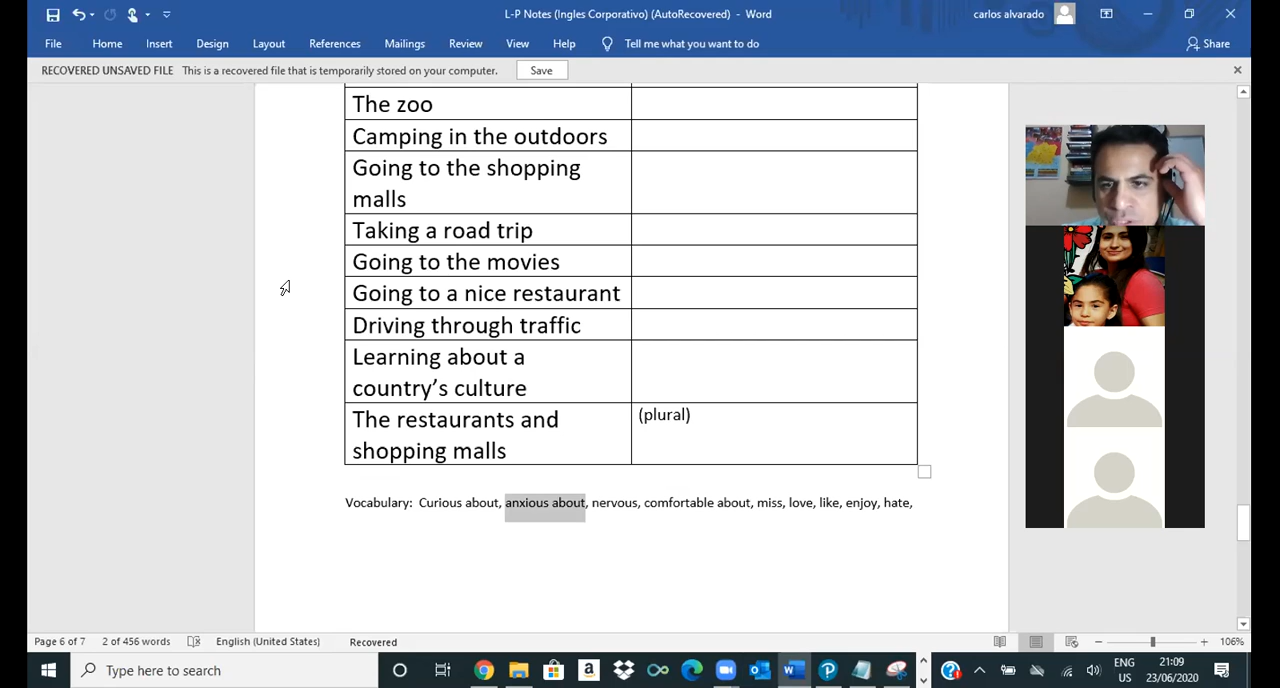 L-P Notes (Ingles Corporativo) (AutoRecovered) - Word
carlos alvarado
File Home Insert Design Layout References Mailings Review View Help Tell me what you want to do Share
RECOVERED UNSAVED FILE This is a recovered file that is temporarily stored on your computer. Save
The zoo
Camping in the outdoors
Going to the shopping
malls
Taking a road trip
Going to the movies
Going to a nice restaurant
Driving through traffic
Learning about a
country's culture
The restaurants and (plural)
shopping malls
Vocabulary: Curious about, anxious about, nervous, comfortable about, miss, love, like, enjoy, hate,
Page 6 of 7 2 of 456 words English (United States) Recovered 106%
Type here to search
ENG 21:09
US 23/06/2020